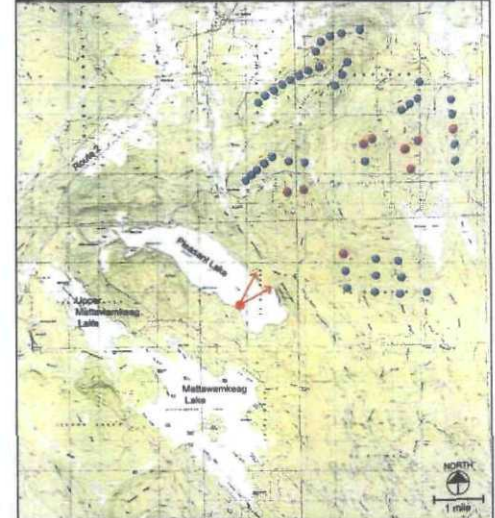 Route 2
Pleasant Lake
Upper
Mattawamkeag
Lake
Mattawamkeag
Lake
NORTH
1 mile